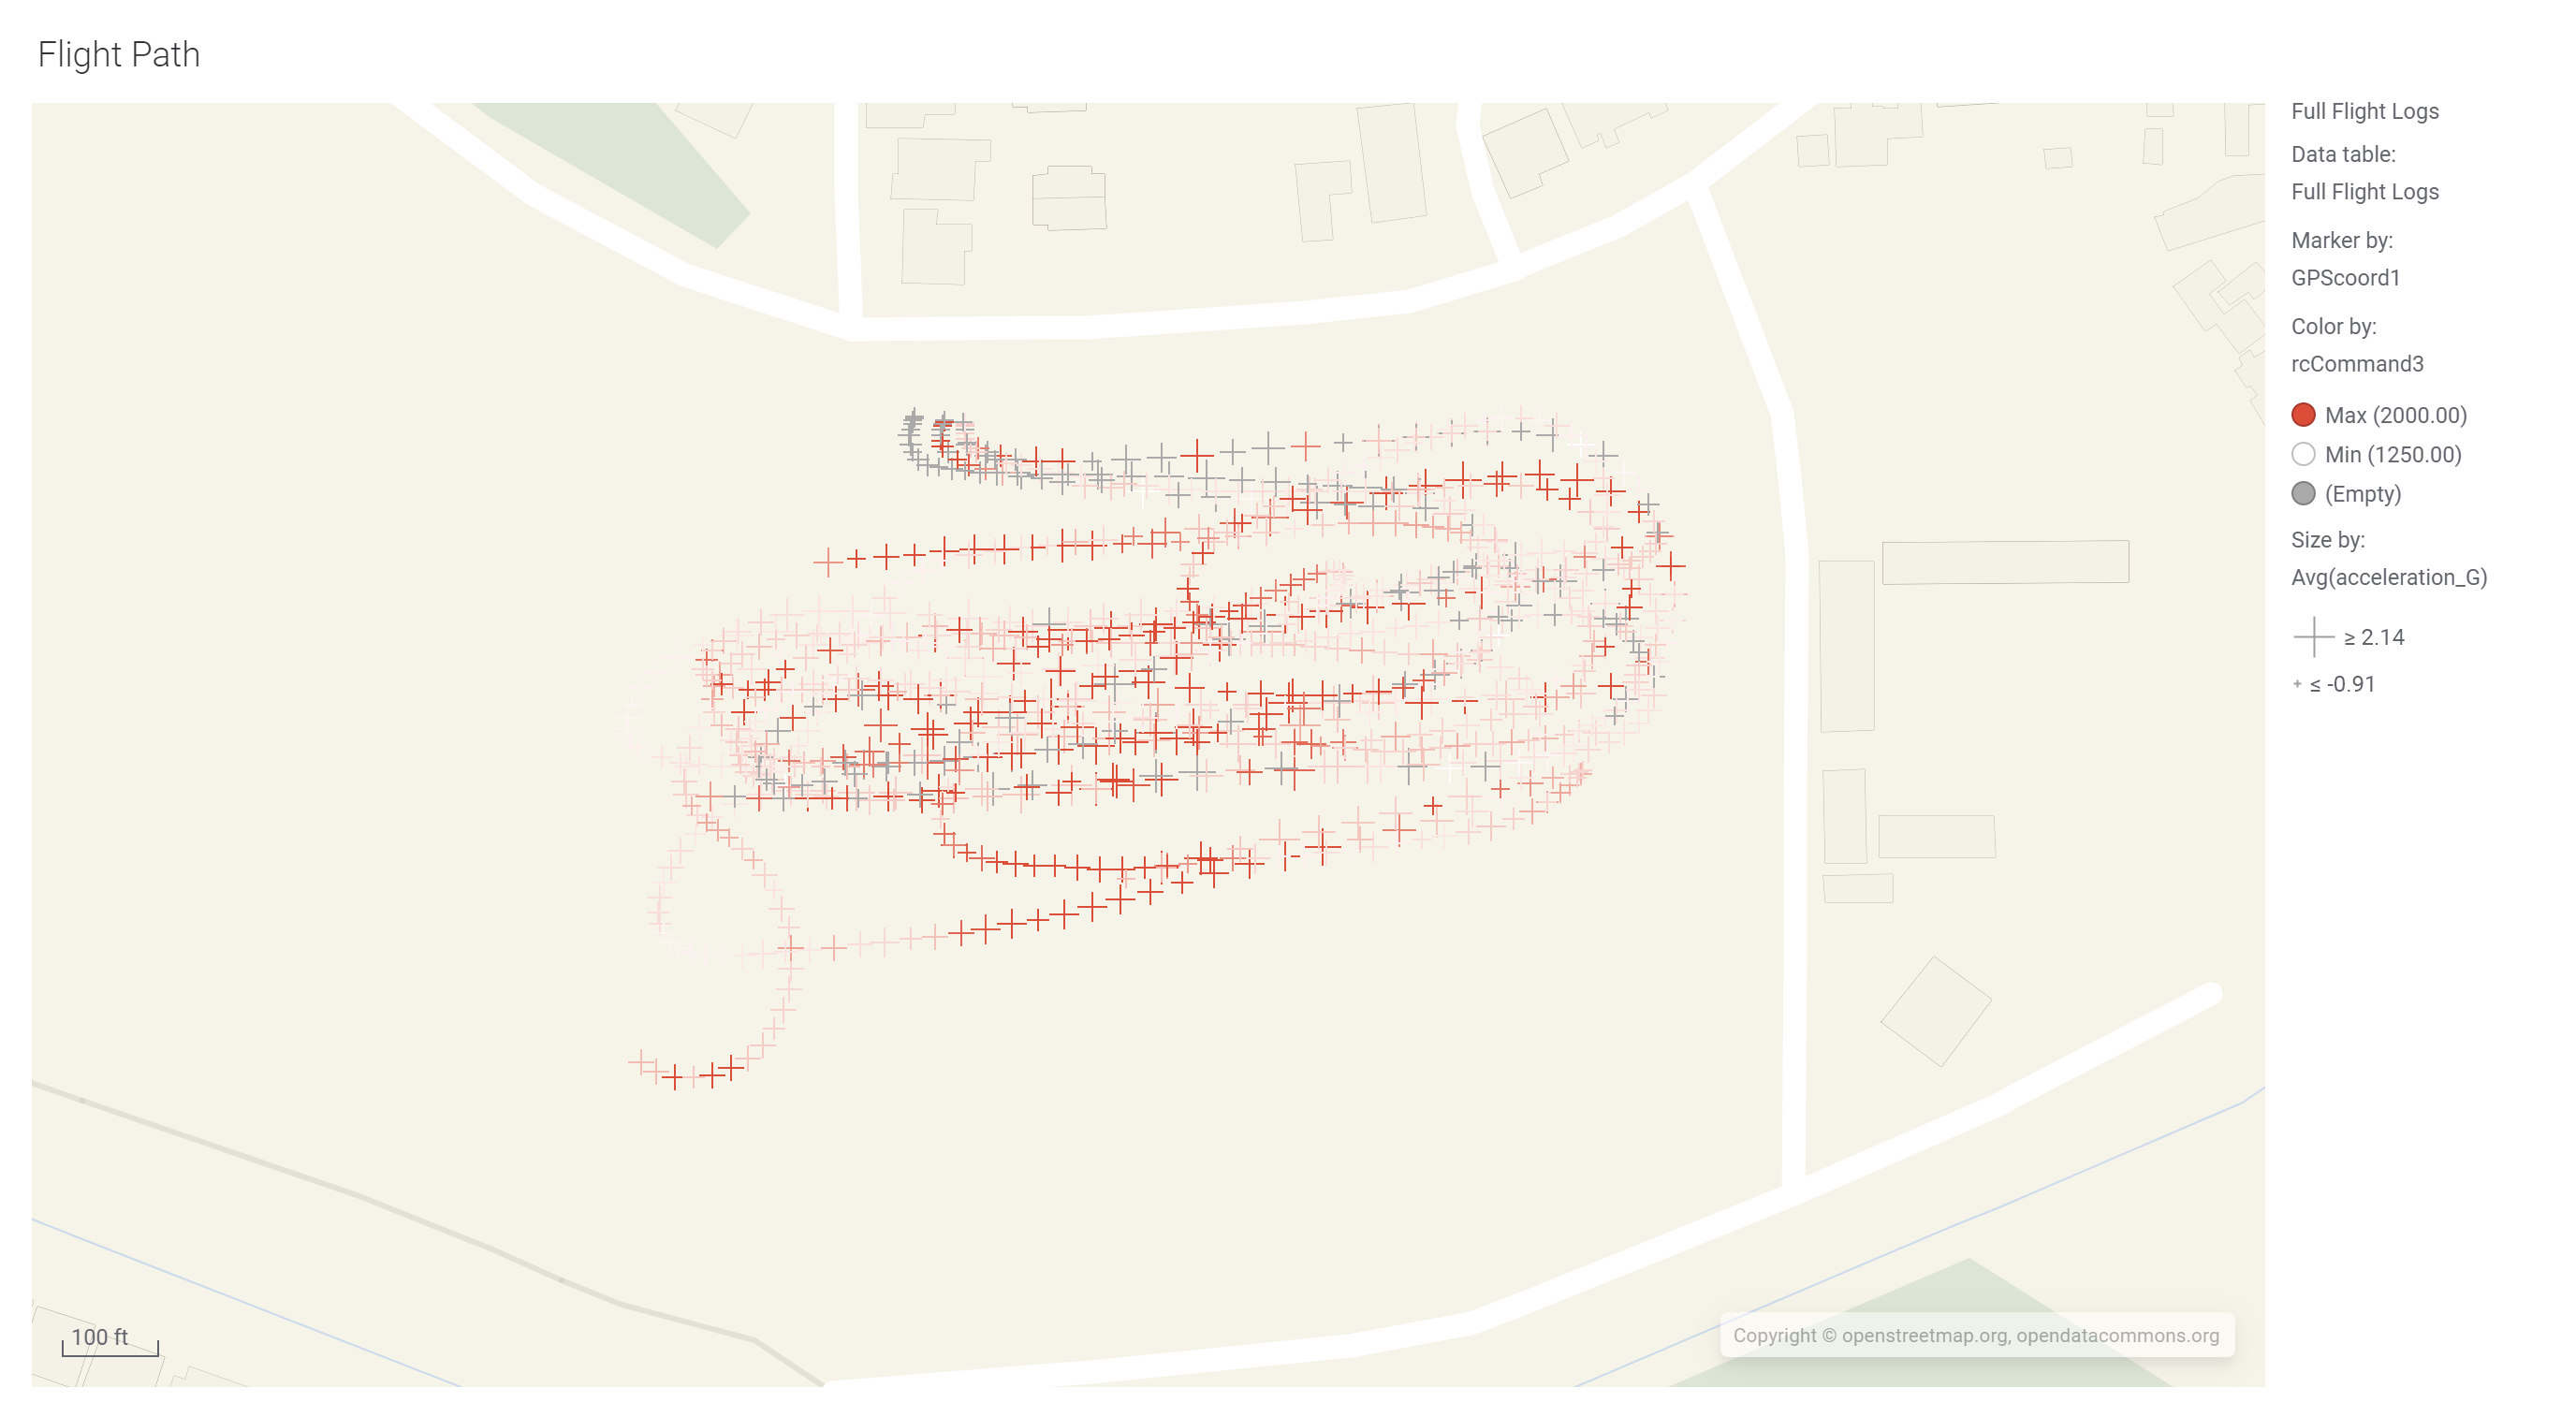 Flight Path
Full Flight Logs
Data table:
Full Flight Logs
Marker by:
GPScoord1
Color by:
rcCommand3
Max (2000.00)
Min (1250.00)
(Empty)
Size by:
Avg(acceleration_G)
≥ 2.14
≤ -0.91
100 ft
Copyright © openstreetmap.org, opendatacommons.org